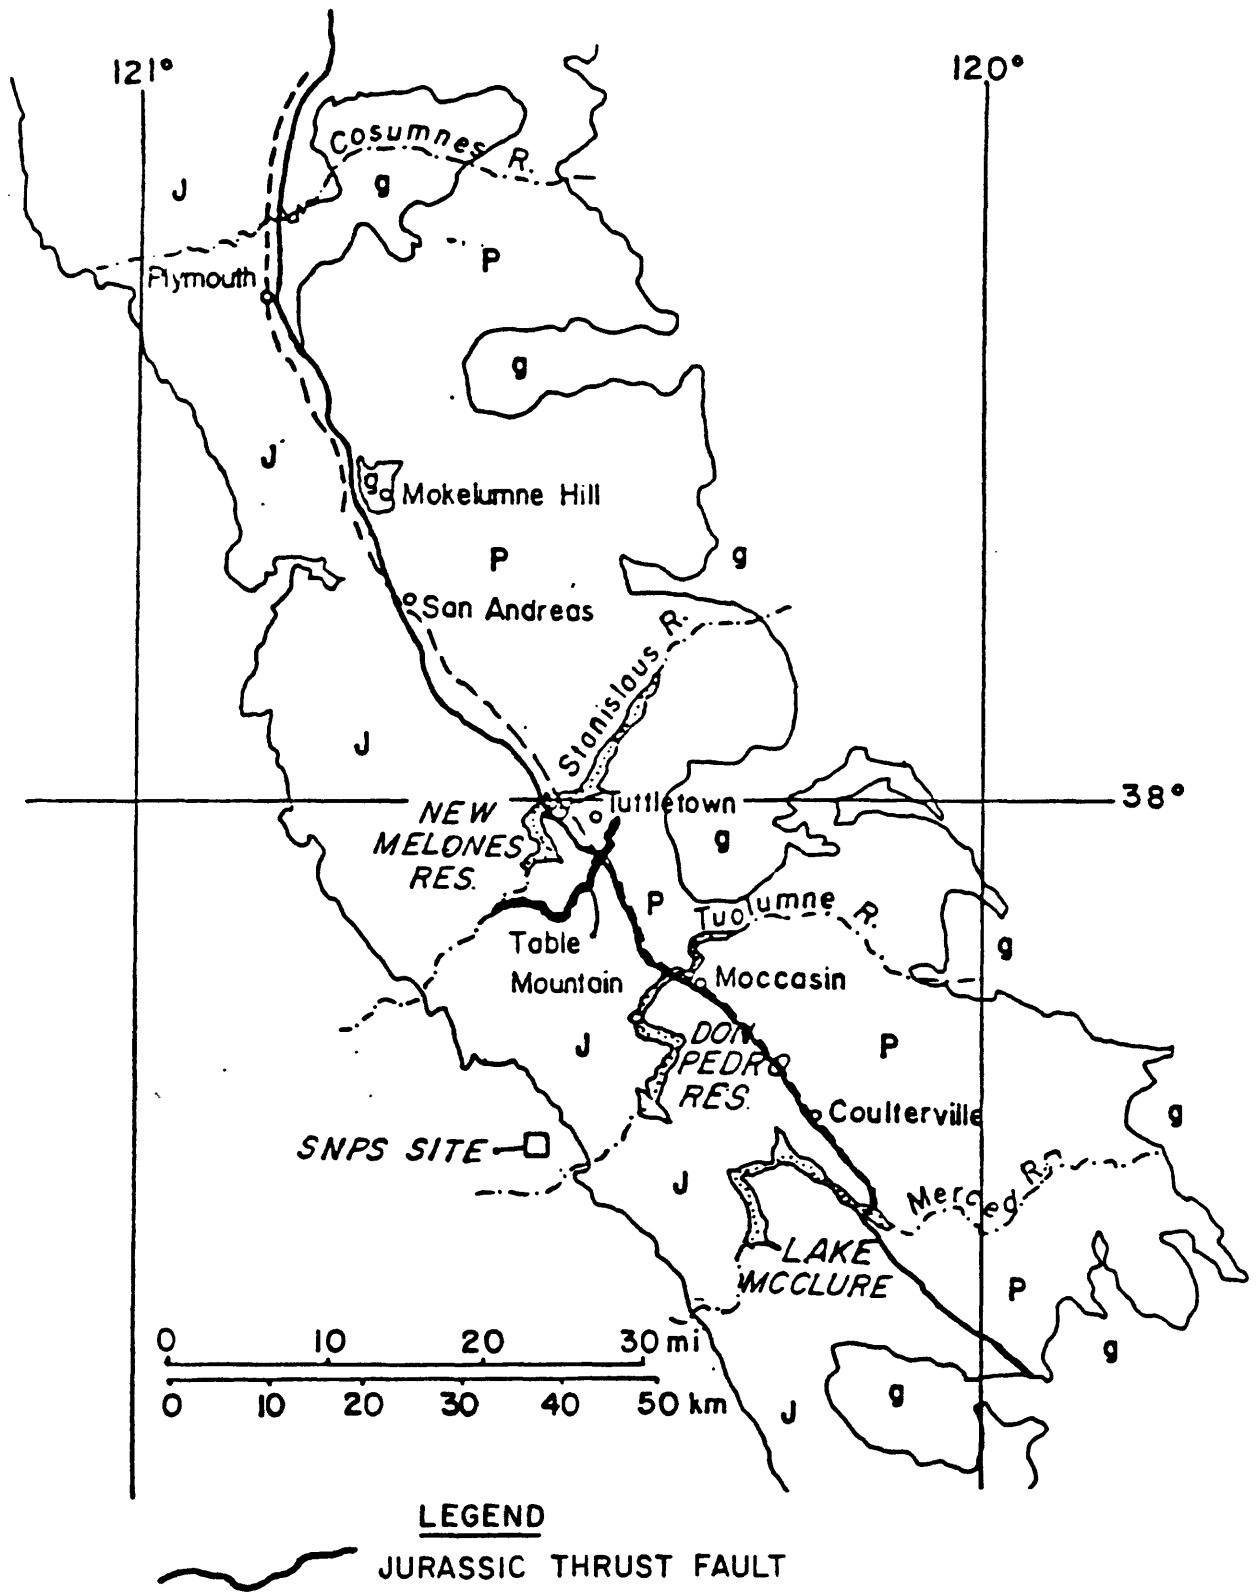 121°
120°
Cosumnes R.
J
g
Plymouth
P
g
J
g
Mokelumne Hill
P
g
San Andreas
Stanislaus R.
J
Tuttletown
38°
NEW
MELONES
RES.
g
P
Tuolumne R.
g
Table
Mountain
Moccasin
J
DON
PEDRO
RES.
P
Coulterville
g
SNPS SITE
J
Merced R.
LAKE
MCCLURE
P
g
0 10 20 30 mi
0 10 20 30 40 50 km
J
g
LEGEND
JURASSIC THRUST FAULT